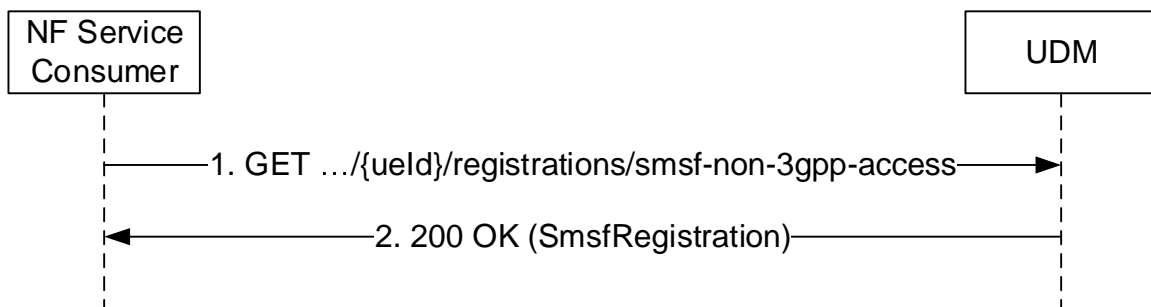 NF Service
Consumer
UDM
1. GET …/{ueId}/registrations/smsf-non-3gpp-access
2. 200 OK (SmsfRegistration)